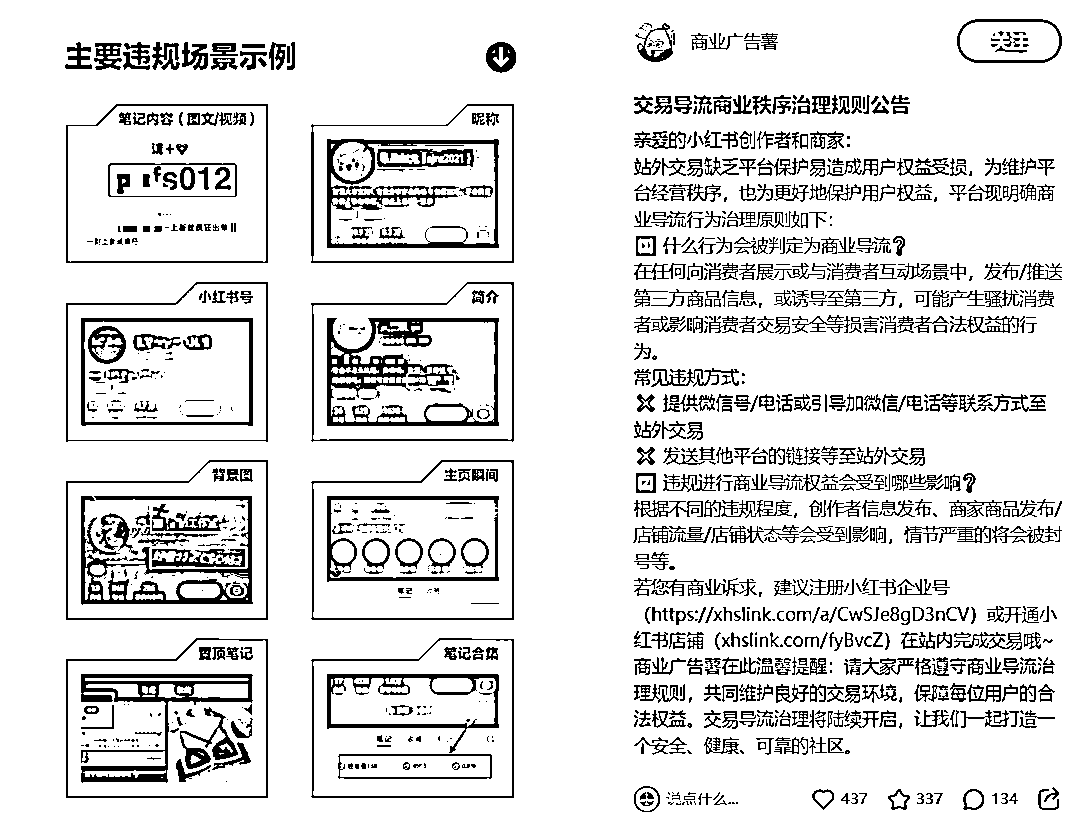 主要违规场景示例
笔记内容（图文/视频）
昵称
小红书号
简介
背景图
主页瞬间
笔记
置顶笔记
笔记合集
笔记
商业广告薯
交易导流商业秩序治理规则公告
亲爱的小红书创作者和商家：
站外交易缺乏平台保护易造成用户权益受损，为维护平
台经营秩序，也为更好地保护用户权益，平台现明确商
业导流行为治理原则如下：
什么行为会被判定为商业导流？
在任何向消费者展示或与消费者互动场景中，发布/推送
第三方商品信息，或诱导至第三方，可能产生骚扰消费
者或影响消费者交易安全等损害消费者合法权益的行
为。
常见违规方式：
提供微信号/电话或引导加微信/电话等联系方式至
站外交易
发送其他平台的链接等至站外交易
违规进行商业导流权益会受到哪些影响？
根据不同的违规程度，创作者信息发布、商家商品发布/
店铺流量/店铺状态等会受到影响，情节严重的将会被封
号等。
若您有商业诉求，建议注册小红书企业号
（https://xhslink.com/a/CwSJe8gD3nCV）或开通小
红书店铺（xhslink.com/fyBvcZ）在站内完成交易哦~
商业广告薯在此温馨提醒：请大家严格遵守商业导流治
理规则，共同维护良好的交易环境，保障每位用户的合
法权益。交易导流治理将陆续开启，让我们一起打造一
个安全、健康、可靠的社区。
说点什么...
437
337
134